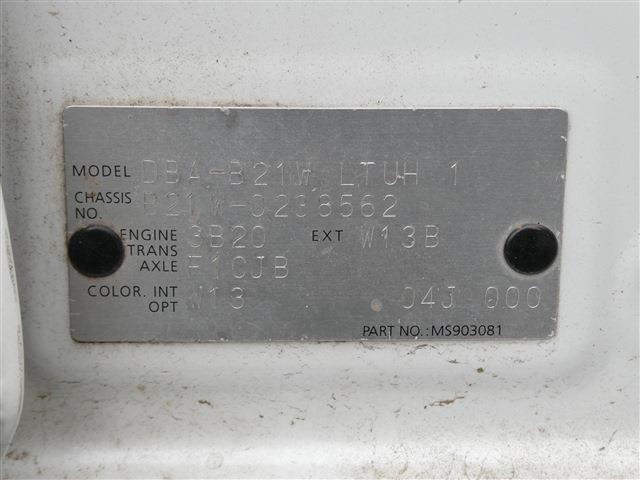 MODEL DBA-B21W LTUH 1
CHASSIS NO. B21W-0298562
ENGINE 3B20 EXT W13B
TRANS AXLE F1CJB
COLOR. INT OPT W13 04J 000
PART NO.:MS903081